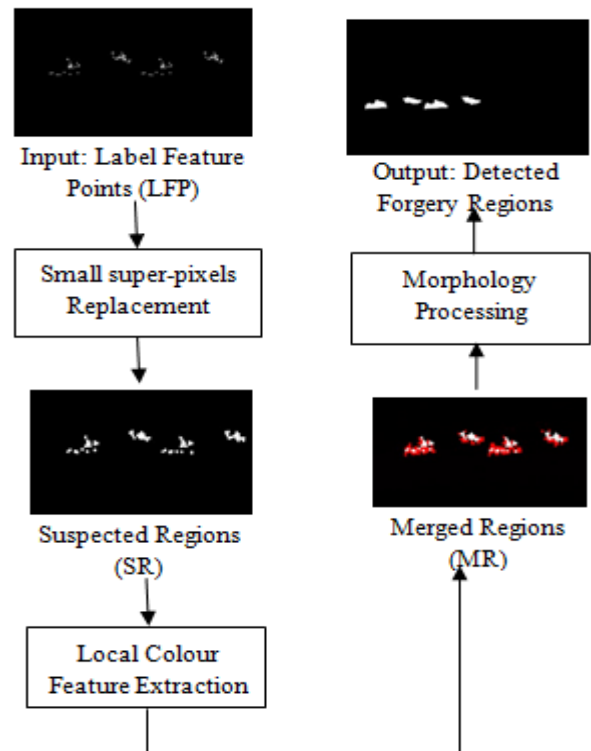 Input: Label Feature
Points (LFP)
Small super-pixels
Replacement
Suspected Regions
(SR)
Local Colour
Feature Extraction
Merged Regions
(MR)
Morphology
Processing
Output: Detected
Forgery Regions